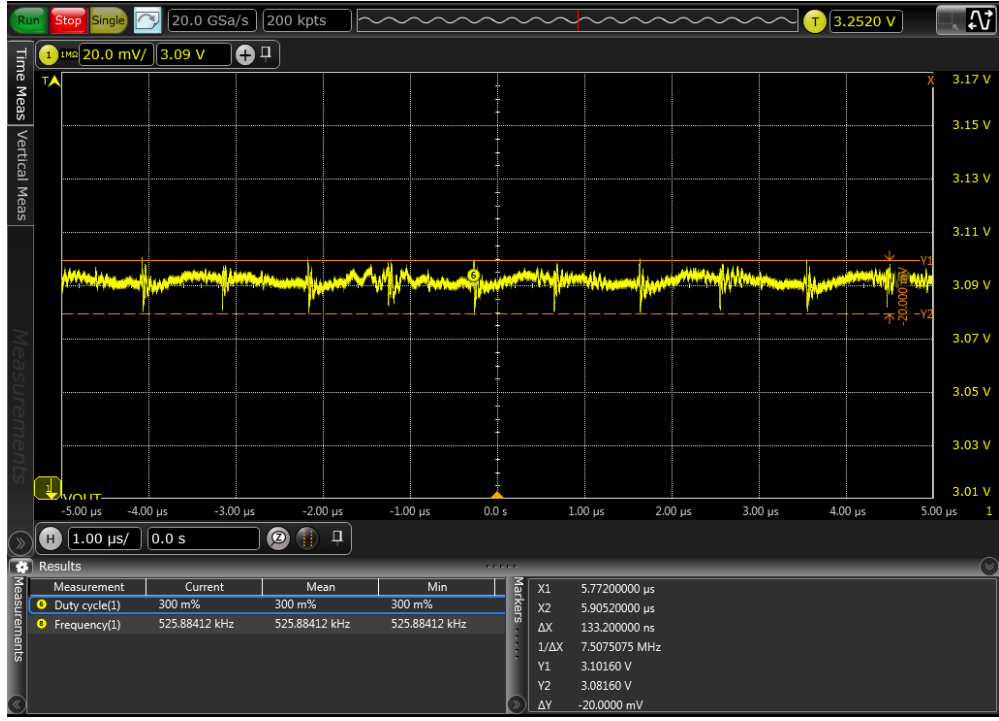 Run Stop Single 20.0 GSa/s 200 kpts T 3.2520 V
Time Meas
Vertical Meas
Measurements
1 1MΩ 20.0 mV/ 3.09 V +
T X 3.17 V
3.15 V
3.13 V
3.11 V
Y1
6
3.09 V
-20.000 mV
Y2
3.07 V
3.05 V
3.03 V
1 VOUT 3.01 V
-5.00 µs -4.00 µs -3.00 µs -2.00 µs -1.00 µs 0.0 s 1.00 µs 2.00 µs 3.00 µs 4.00 µs 5.00 µs 1
H 1.00 µs/ 0.0 s Z
Results
Measurements
Measurement Current Mean Min
Duty cycle(1) 300 m% 300 m% 300 m%
Frequency(1) 525.88412 kHz 525.88412 kHz 525.88412 kHz
Markers
X1 5.77200000 µs
X2 5.90520000 µs
ΔX 133.200000 ns
1/ΔX 7.5075075 MHz
Y1 3.10160 V
Y2 3.08160 V
ΔY -20.0000 mV